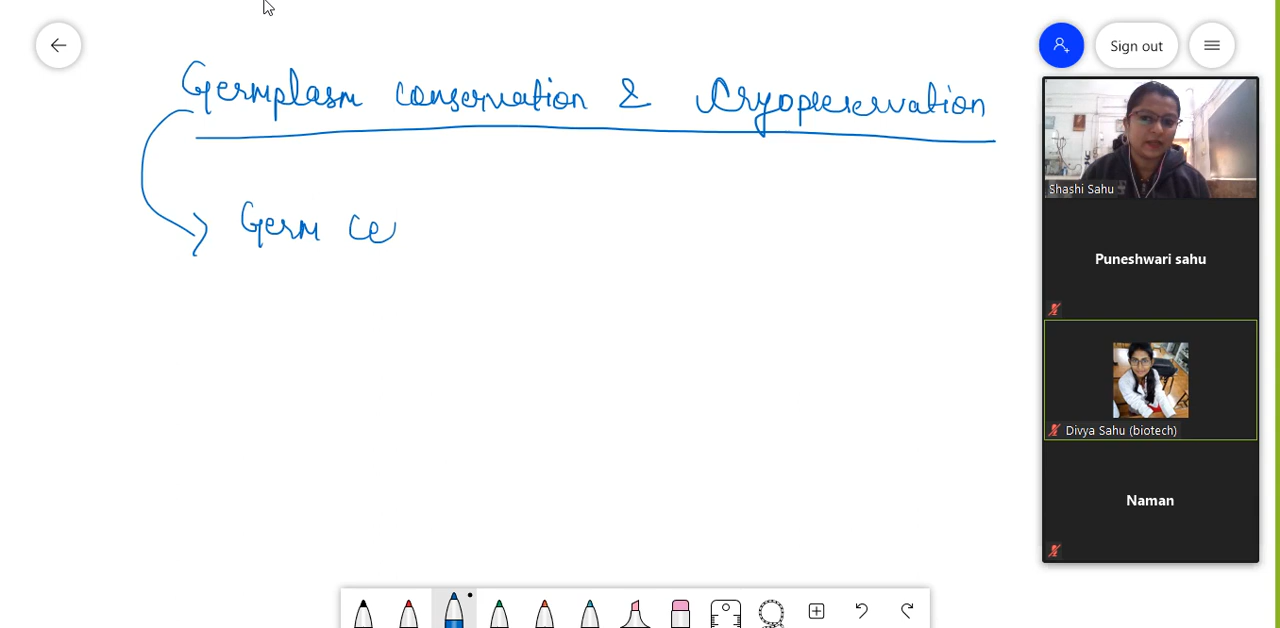 Sign out
Germplasm conservation & Cryopreservation
Shashi Sahu
Germ ce
Puneshwari sahu
Divya Sahu (biotech)
Naman